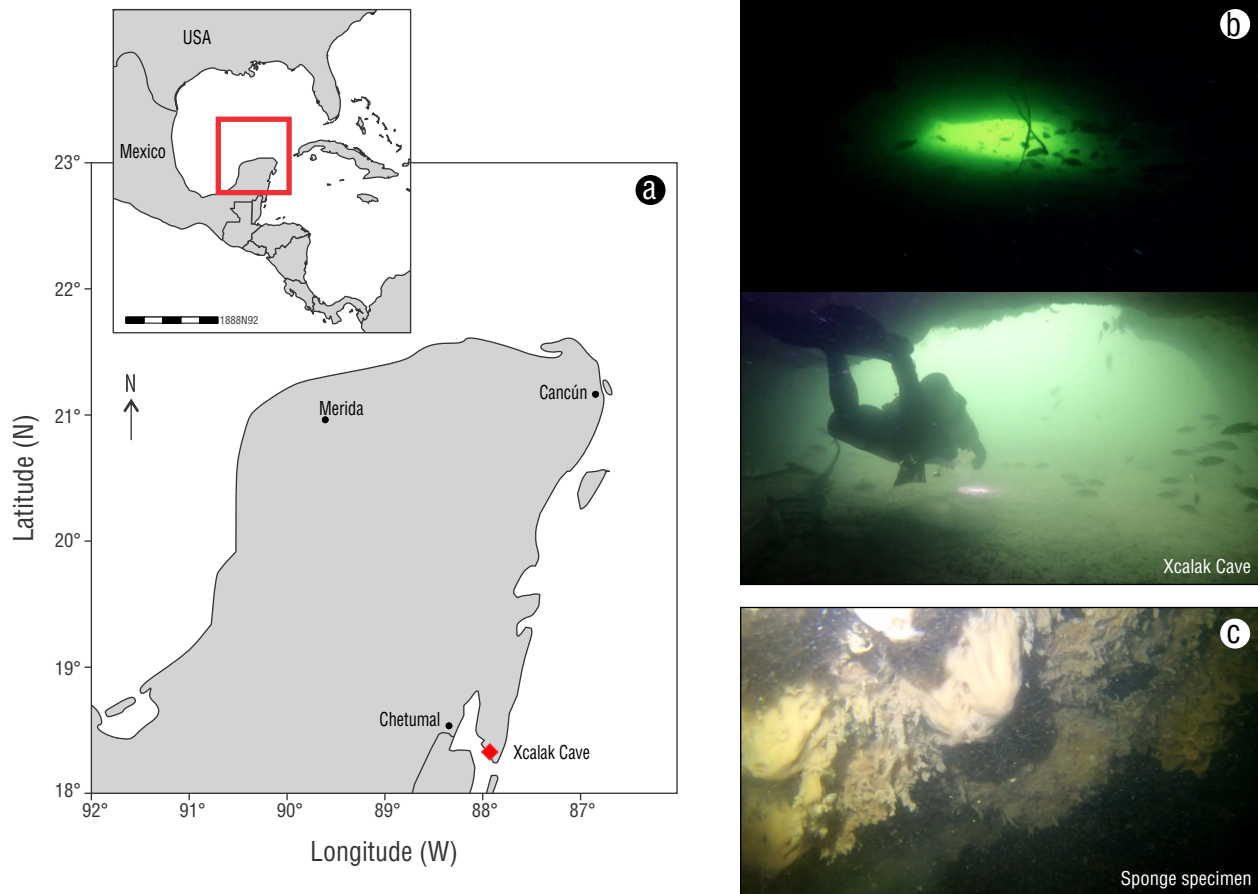 USA
Mexico
1888N92
a
23°
22°
21°
20°
19°
18°
Latitude (N)
N
Merida
Cancún
Chetumal
Xcalak Cave
92°
91°
90°
89°
88°
87°
Longitude (W)
b
Xcalak Cave
c
Sponge specimen